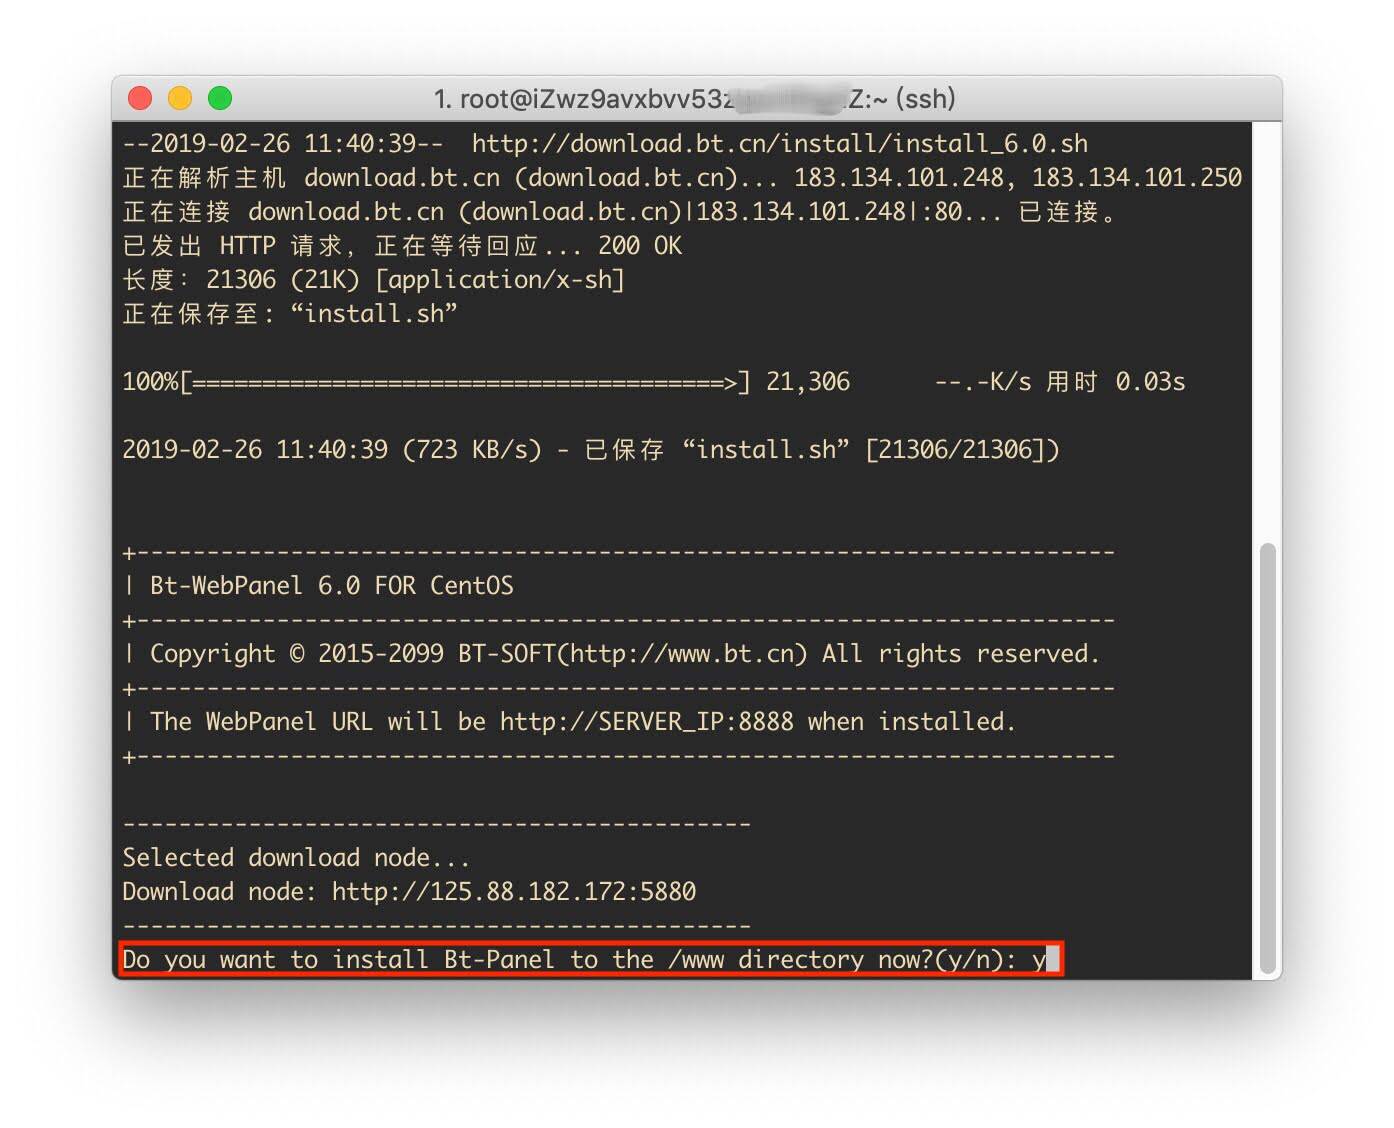 1. root@iZwz9avxbvv53z Z:~ (ssh)
--2019-02-26 11:40:39--  http://download.bt.cn/install/install_6.0.sh
正在解析主机 download.bt.cn (download.bt.cn)... 183.134.101.248, 183.134.101.250
正在连接 download.bt.cn (download.bt.cn)|183.134.101.248|:80... 已连接。
已发出 HTTP 请求，正在等待回应... 200 OK
长度：21306 (21K) [application/x-sh]
正在保存至: “install.sh”
100%[======================================>] 21,306      --.-K/s 用时 0.03s
2019-02-26 11:40:39 (723 KB/s) - 已保存 “install.sh” [21306/21306])
+----------------------------------------------------------------------
| Bt-WebPanel 6.0 FOR CentOS
+----------------------------------------------------------------------
| Copyright © 2015-2099 BT-SOFT(http://www.bt.cn) All rights reserved.
+----------------------------------------------------------------------
| The WebPanel URL will be http://SERVER_IP:8888 when installed.
+----------------------------------------------------------------------
---------------------------------------------
Selected download node...
Download node: http://125.88.182.172:5880
---------------------------------------------
Do you want to install Bt-Panel to the /www directory now?(y/n): y